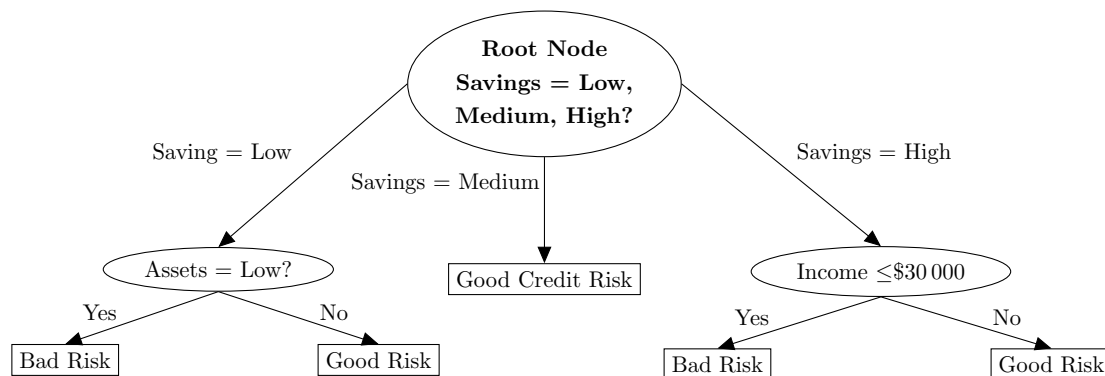 Root Node
Savings = Low,
Medium, High?
Saving = Low
Savings = Medium
Savings = High
Assets = Low?
Good Credit Risk
Income ≤$30 000
Yes
No
Yes
No
Bad Risk
Good Risk
Bad Risk
Good Risk